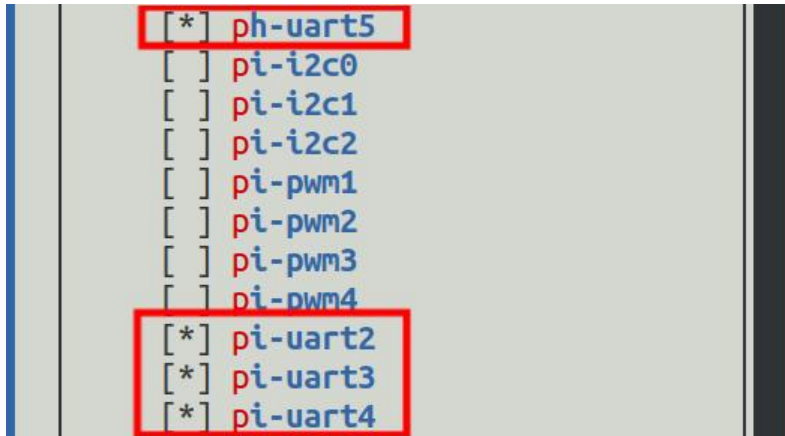 [*] ph-uart5
[ ] pi-i2c0
[ ] pi-i2c1
[ ] pi-i2c2
[ ] pi-pwm1
[ ] pi-pwm2
[ ] pi-pwm3
[ ] pi-pwm4
[*] pi-uart2
[*] pi-uart3
[*] pi-uart4